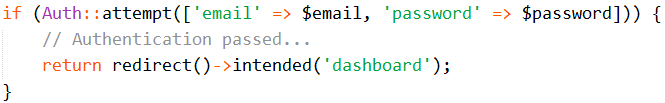 if (Auth::attempt(['email' => $email, 'password' => $password])) {
    // Authentication passed...
    return redirect()->intended('dashboard');
}